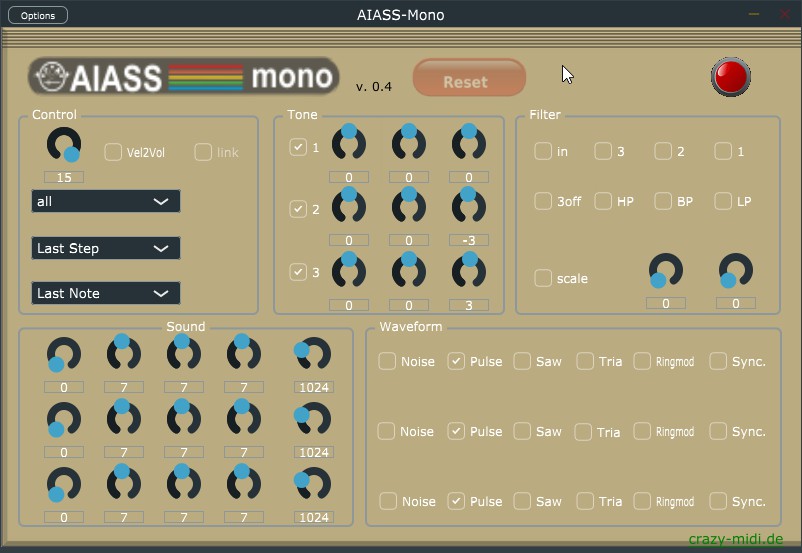 Options
AIASS-Mono
AIASS mono
v. 0.4
Reset
Control
Tone
Filter
Vel2Vol
link
15
all
Last Step
Last Note
1
0 0 0
2
0 0 -3
3
0 0 3
in 3 2 1
3off HP BP LP
scale
0 0
Sound
0 7 7 7 1024
0 7 7 7 1024
0 7 7 7 1024
Waveform
Noise Pulse Saw Tria Ringmod Sync.
Noise Pulse Saw Tria Ringmod Sync.
Noise Pulse Saw Tria Ringmod Sync.
crazy-midi.de